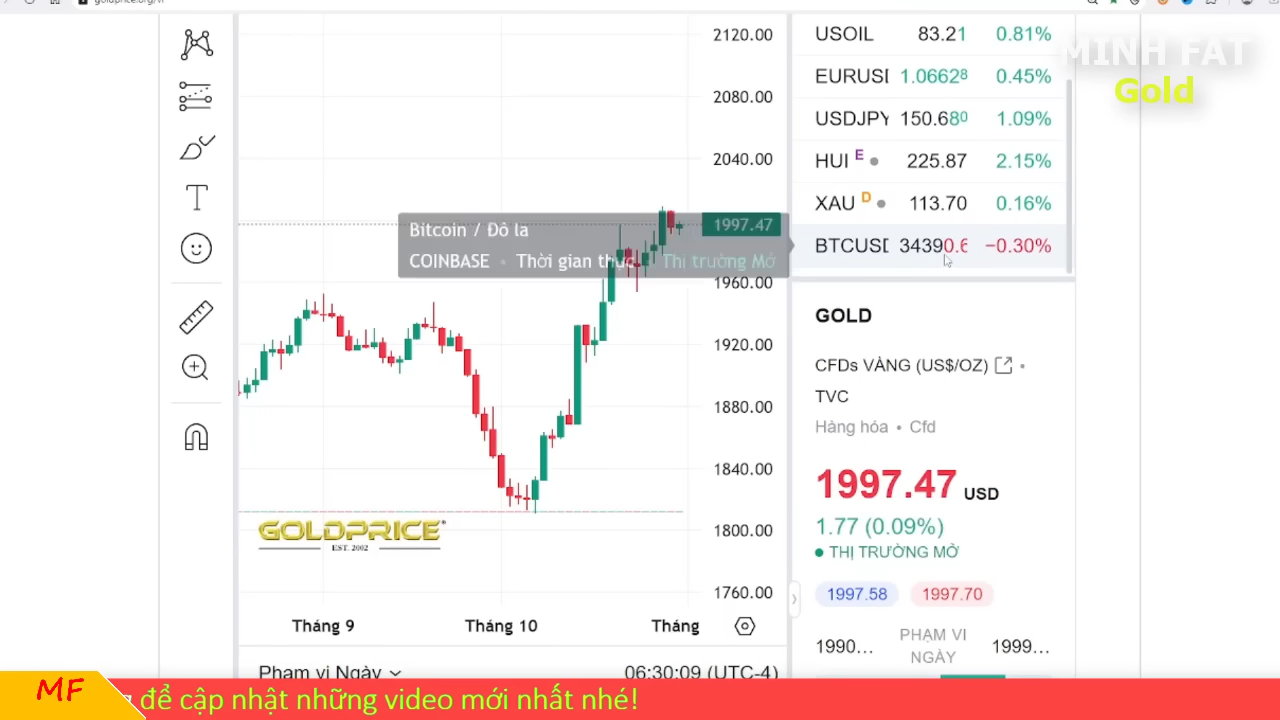 goldprice.org/vi
MINH FAT
Gold
2120.00
2080.00
2040.00
1997.47
1960.00
1920.00
1880.00
1840.00
1800.00
1760.00
Bitcoin / Đô la
COINBASE • Thời gian thực • Thị trường Mở
GOLDPRICE
EST. 2002
Tháng 9 Tháng 10 Tháng
Phạm vi Ngày 06:30:09 (UTC-4)
USOIL 83.21 0.81%
EURUSD 1.06628 0.45%
USDJPY 150.680 1.09%
HUI E 225.87 2.15%
XAU D 113.70 0.16%
BTCUSD 34390.6 −0.30%
GOLD
CFDs VÀNG (US$/OZ) •
TVC
Hàng hóa • Cfd
1997.47 USD
1.77 (0.09%)
THỊ TRƯỜNG MỞ
1997.58 1997.70
1990... PHẠM VI NGÀY 1999...
MF
để cập nhật những video mới nhất nhé!